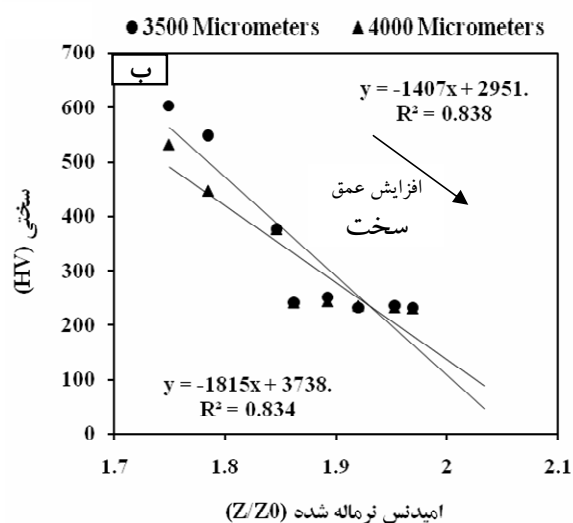 ● 3500 Micrometers ▲ 4000 Micrometers
ب
700
600
500
400
300
200
100
0
سختی (HV)
y = -1407x + 2951.
R² = 0.838
افزایش عمق
سخت
y = -1815x + 3738.
R² = 0.834
1.7 1.8 1.9 2 2.1
امپدنس نرماله شده (Z/Z0)